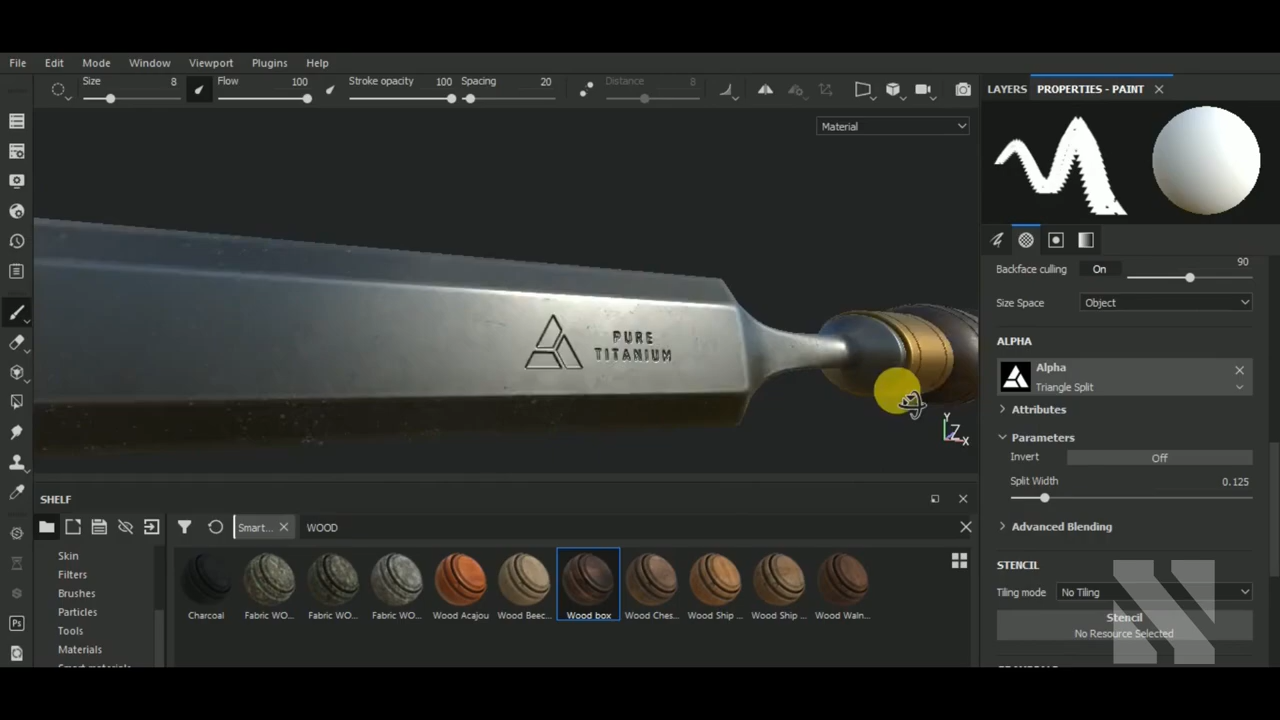 File Edit Mode Window Viewport Plugins Help
Size 8 Flow 100 Stroke opacity 100 Spacing 20 Distance 8
LAYERS PROPERTIES - PAINT
Material
Backface culling On 90
Size Space Object
ALPHA
Alpha
Triangle Split
Attributes
Parameters
Invert Off
Split Width 0.125
Advanced Blending
STENCIL
Tiling mode No Tiling
Stencil
No Resource Selected
PURE
TITANIUM
Y
Z
X
SHELF
Smart... WOOD
Skin
Filters
Brushes
Plants
Tools
Materials
Charcoal Fabric WO... Fabric WO... Fabric WO... Wood Acajou Wood Beec... Wood box Wood Ches... Wood Ship ... Wood Ship ... Wood Waln...
Ps
N